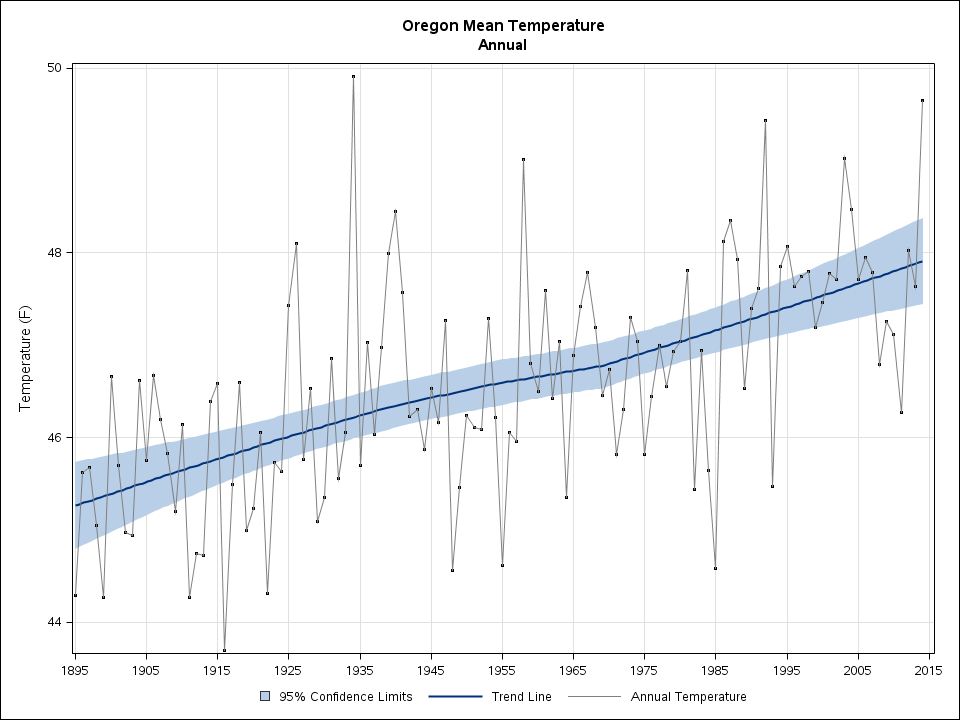 Oregon Mean Temperature
Annual
Temperature (F)
50
48
46
44
1895 1905 1915 1925 1935 1945 1955 1965 1975 1985 1995 2005 2015
95% Confidence Limits Trend Line Annual Temperature